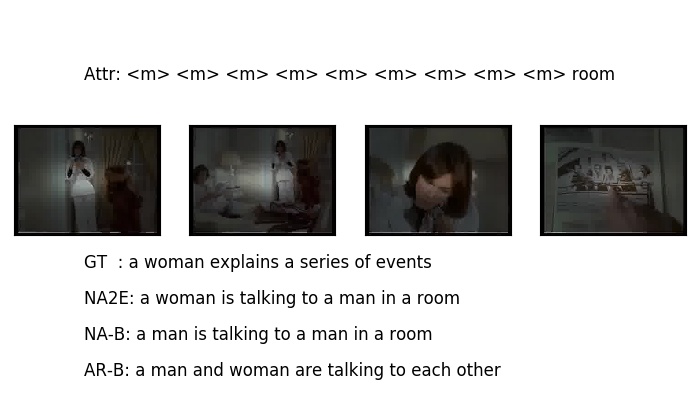 Attr: <m> <m> <m> <m> <m> <m> <m> <m> <m> room
GT : a woman explains a series of events
NA2E: a woman is talking to a man in a room
NA-B: a man is talking to a man in a room
AR-B: a man and woman are talking to each other